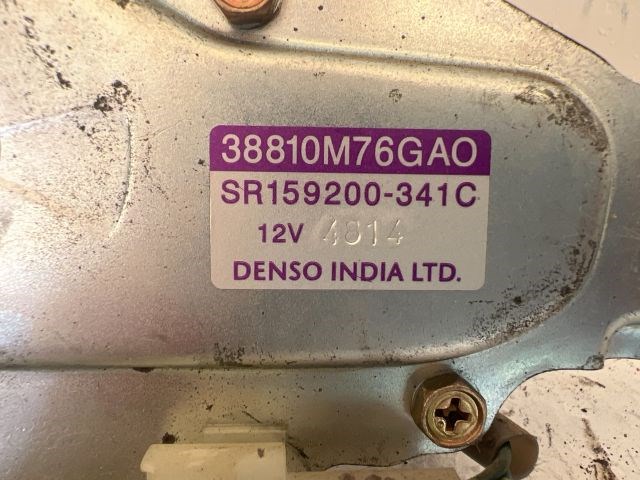 38810M76GA0
SR159200-341C
12V 4814
DENSO INDIA LTD.